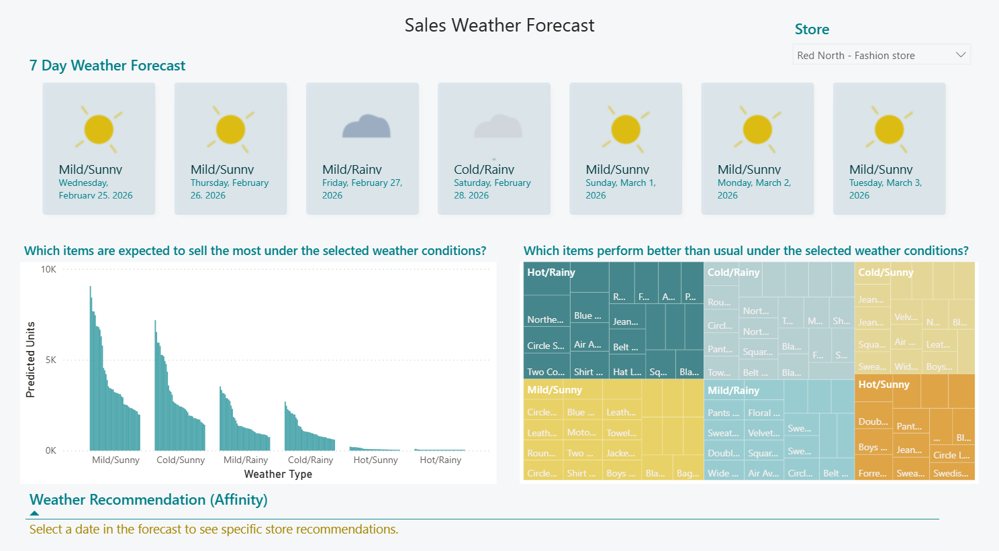 Sales Weather Forecast
Store
Red North - Fashion store
7 Day Weather Forecast
Mild/Sunny
Wednesday,
February 25, 2026
Mild/Sunny
Thursday, February
26, 2026
Mild/Rainy
Friday, February 27,
2026
Cold/Rainy
Saturday, February
28, 2026
Mild/Sunny
Sunday, March 1,
2026
Mild/Sunny
Monday, March 2,
2026
Mild/Sunny
Tuesday, March 3,
2026
Which items are expected to sell the most under the selected weather conditions?
10K
5K
0K
Predicted Units
Mild/Sunny
Cold/Sunny
Mild/Rainy
Cold/Rainy
Hot/Sunny
Hot/Rainy
Weather Type
Which items perform better than usual under the selected weather conditions?
Hot/Rainy
Northe...
Circle S...
Two Co...
Blue ...
Air A...
Shirt ...
R...
F...
A...
P...
Jean...
Belt ...
Hat L...
Sq...
Bla...
Cold/Rainy
Rou...
Circl...
Pant...
Tow...
Nort...
Nort...
Squar...
Belt ...
T...
M...
Sh...
Bla...
Bla...
F...
S...
Cold/Sunny
Jean...
Jean...
Squa...
Swea...
Velv...
Air ...
Wid...
N...
Bl...
Leat...
Boys...
Mild/Sunny
Circle...
Leath...
Roun...
Circle...
Blue ...
Moto...
Two ...
Shirt ...
Leath...
Towel...
Jacke...
Boys ...
Bla...
Bag...
Mild/Rainy
Pants ...
Sweat...
Doubl...
Wide ...
Floral ...
Velvet...
Squar...
Air Av...
Swe...
Swe...
Circl...
Belt ...
Hot/Sunny
Doub...
Boys ...
Forre...
Pant...
Jean...
Swea...
...
Bl...
Circle L...
Swedis...
Weather Recommendation (Affinity)
Select a date in the forecast to see specific store recommendations.